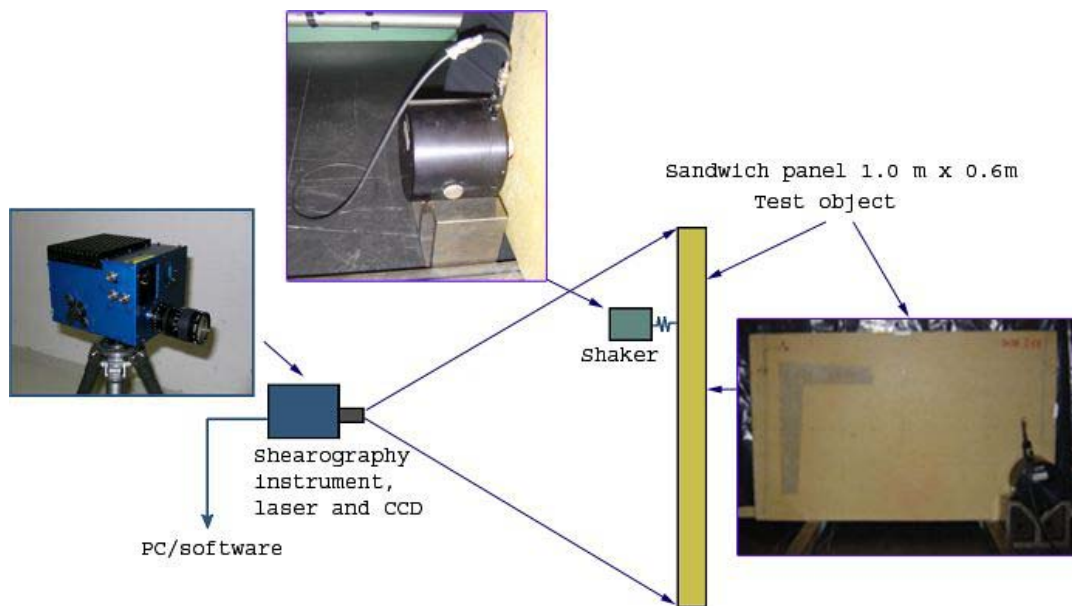 Sandwich panel 1.0 m x 0.6m
Test object
Shaker
Shearography
instrument,
laser and CCD
PC/software